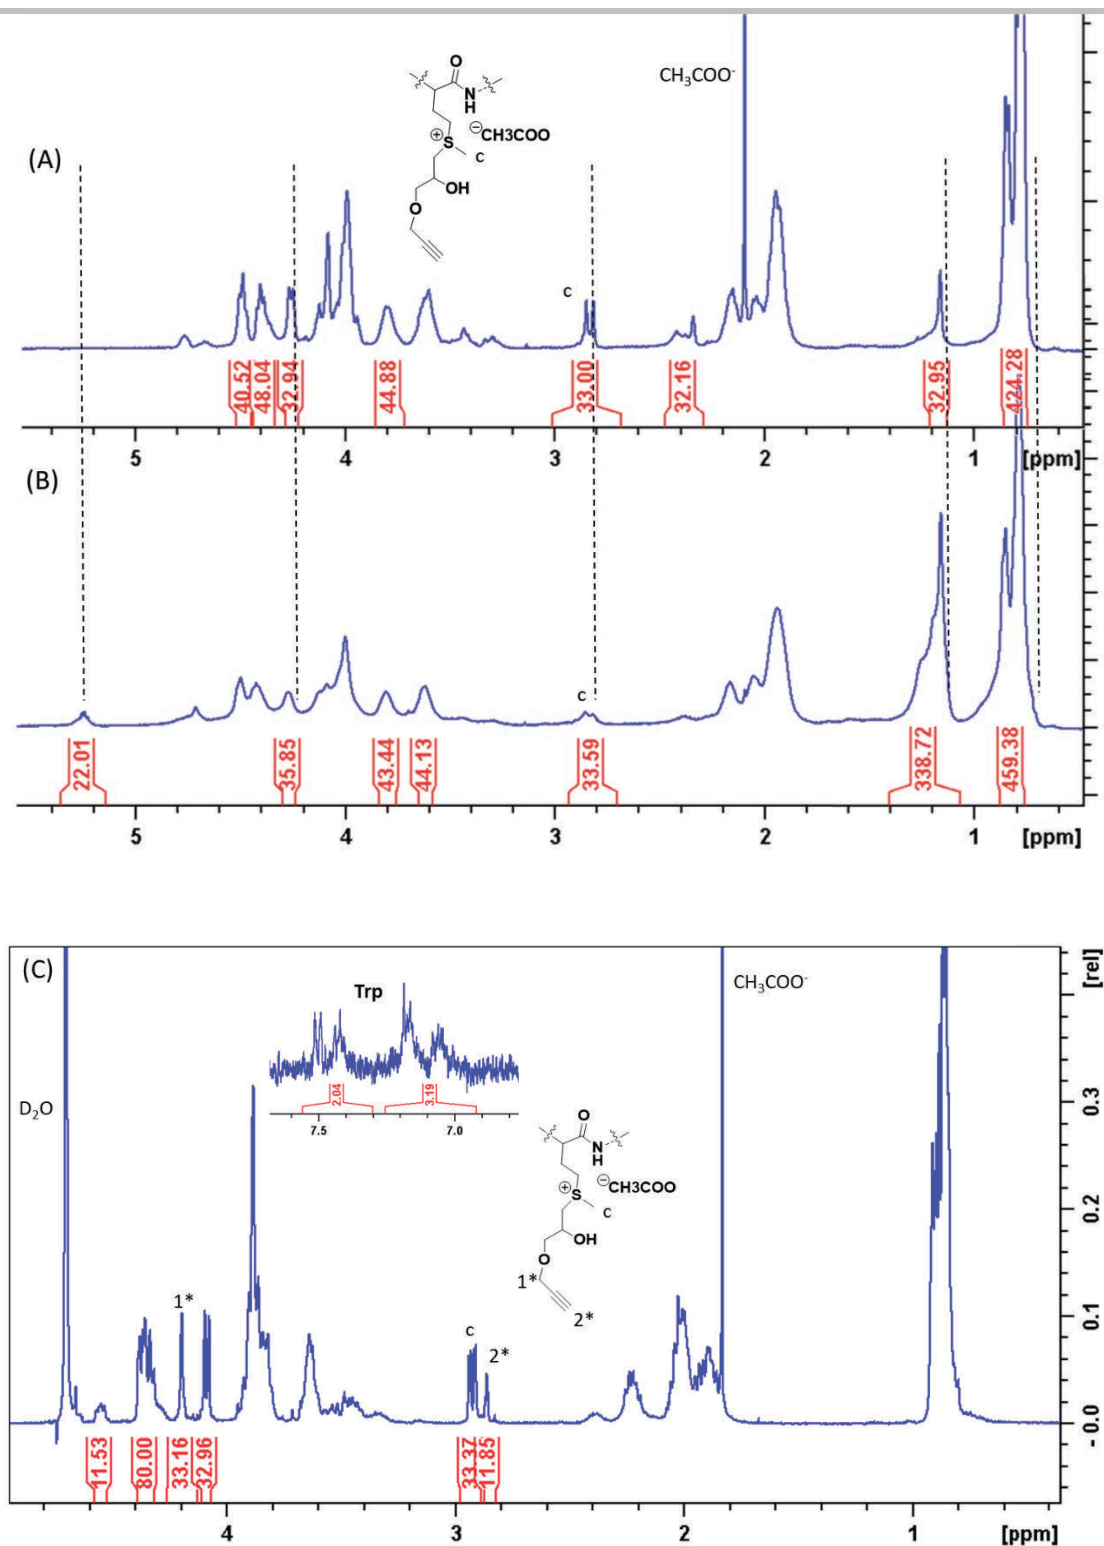 (A)
O
N
H
⊕
S
⊖CH3COO
c
OH
O
CH₃COO⁻
c
40.52
48.04
32.94
44.88
33.00
32.16
32.95
424.28
5 4 3 2 1 [ppm]
(B)
c
22.01
35.85
43.44
44.13
33.59
338.72
459.38
5 4 3 2 1 [ppm]
(C)
[rel]
Trp
CH₃COO⁻
D₂O
2.04
3.19
7.5 7.0
O
N
H
⊕
S
⊖CH3COO
c
OH
O
1*
2*
1*
c
2*
0.3
0.2
0.1
- 0.0
11.53
80.00
33.16
32.96
33.37
11.85
4 3 2 1 [ppm]